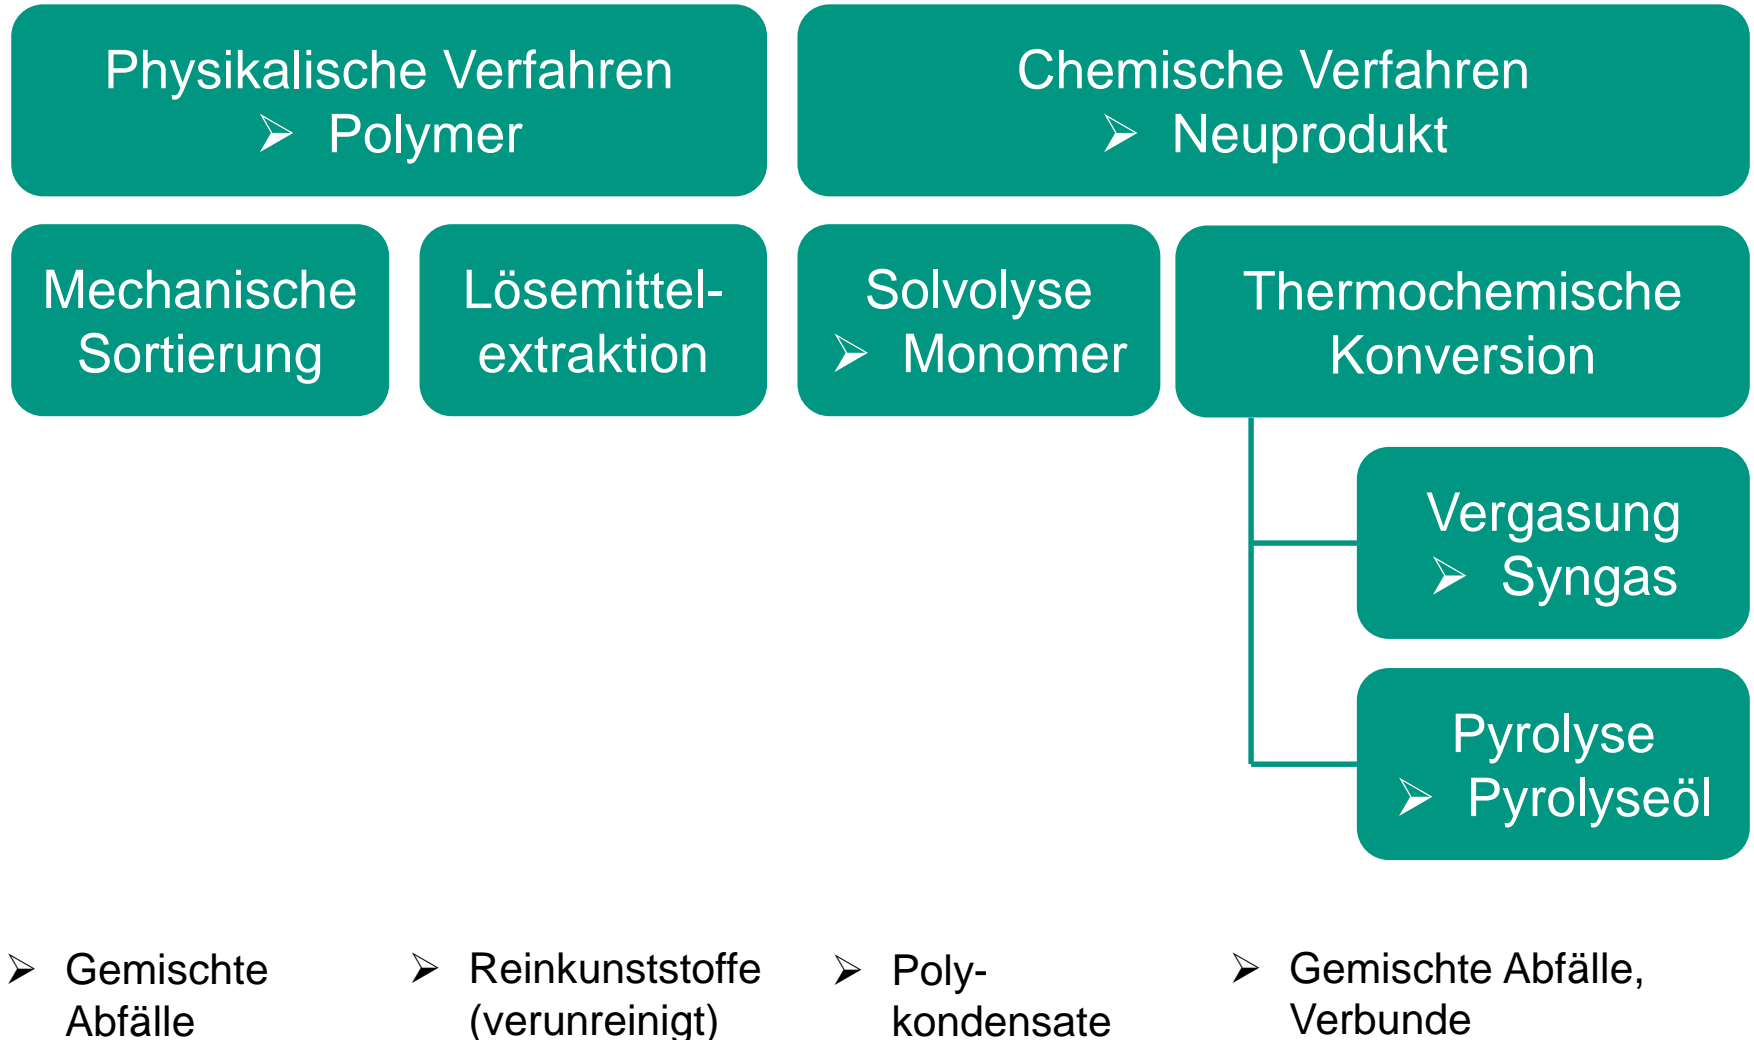 Physikalische Verfahren
➢ Polymer
Chemische Verfahren
➢ Neuprodukt
Mechanische
Sortierung
Lösemittel-
extraktion
Solvolyse
➢ Monomer
Thermochemische
Konversion
Vergasung
➢ Syngas
Pyrolyse
➢ Pyrolyseöl
➢ Gemischte
Abfälle
➢ Reinkunststoffe
(verunreinigt)
➢ Poly-
kondensate
➢ Gemischte Abfälle,
Verbunde